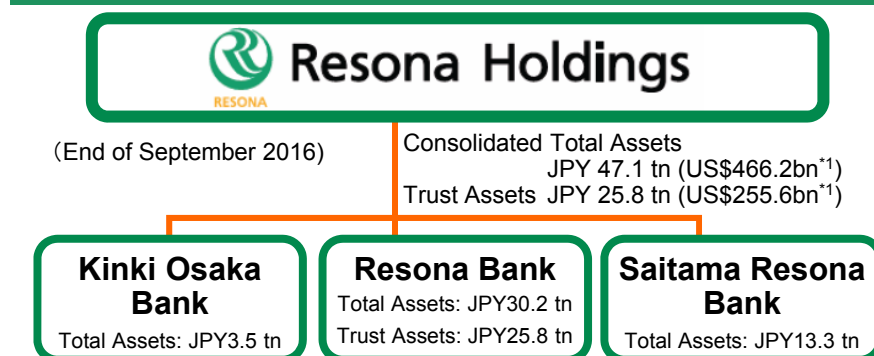 Resona Holdings
RESONA
（End of September 2016)
Consolidated Total Assets
JPY 47.1 tn (US$466.2bn*1)
Trust Assets JPY 25.8 tn (US$255.6bn*1)
Kinki Osaka
Bank
Total Assets: JPY3.5 tn
Resona Bank
Total Assets: JPY30.2 tn
Trust Assets: JPY25.8 tn
Saitama Resona
Bank
Total Assets: JPY13.3 tn